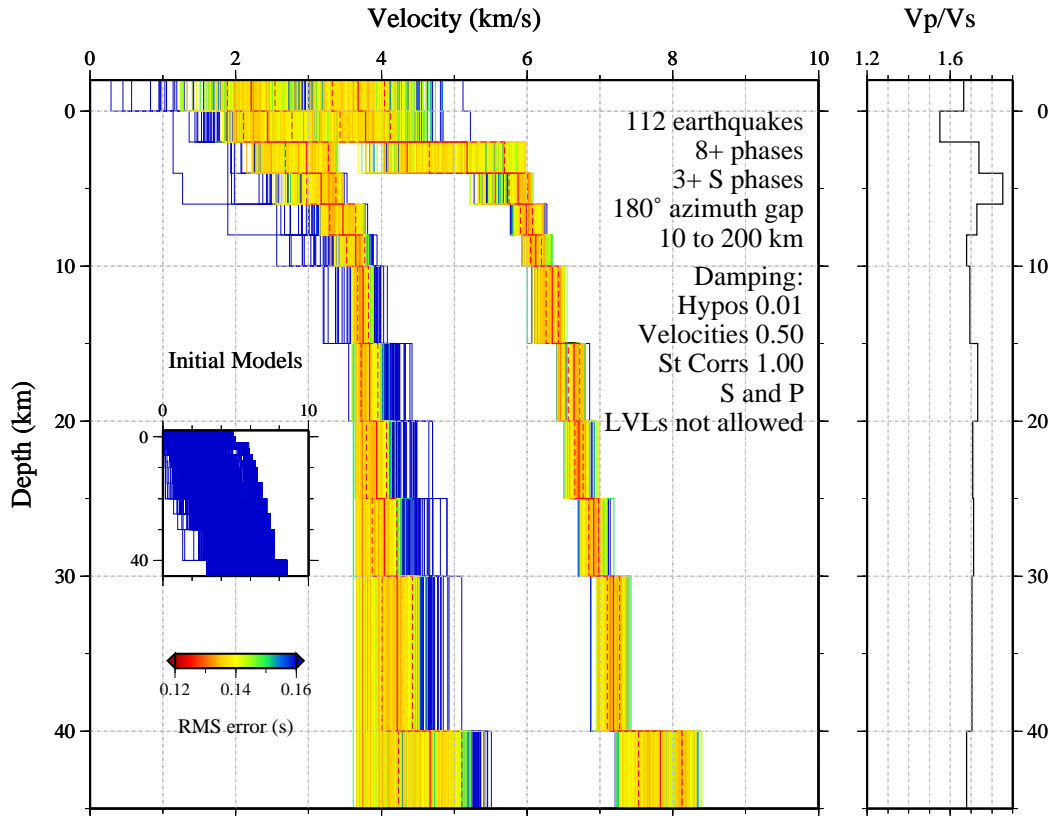 Velocity (km/s)
Vp/Vs
0 2 4 6 8 10
1.2 1.6
0 0
112 earthquakes
8+ phases
3+ S phases
180° azimuth gap
10 to 200 km
10 10
Damping:
Hypos 0.01
Velocities 0.50
St Corrs 1.00
S and P
LVLs not allowed
Initial Models
0 10
0
40
Depth (km)
20 20
30 30
0.12 0.14 0.16
RMS error (s)
40 40